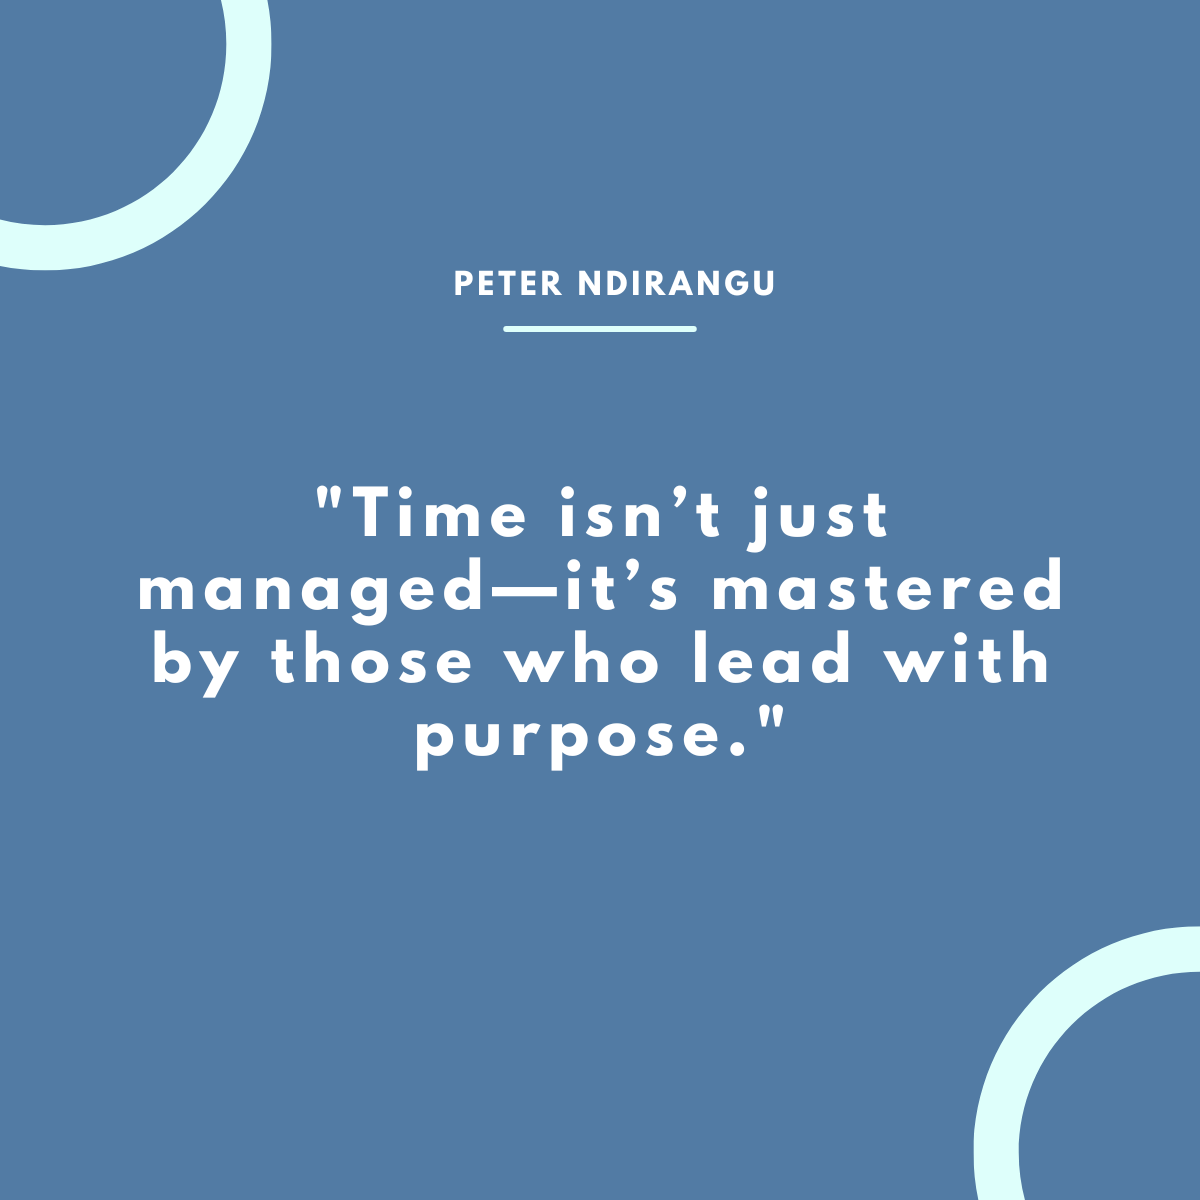 PETER NDIRANGU
"Time isn’t just
managed—it’s mastered
by those who lead with
purpose."